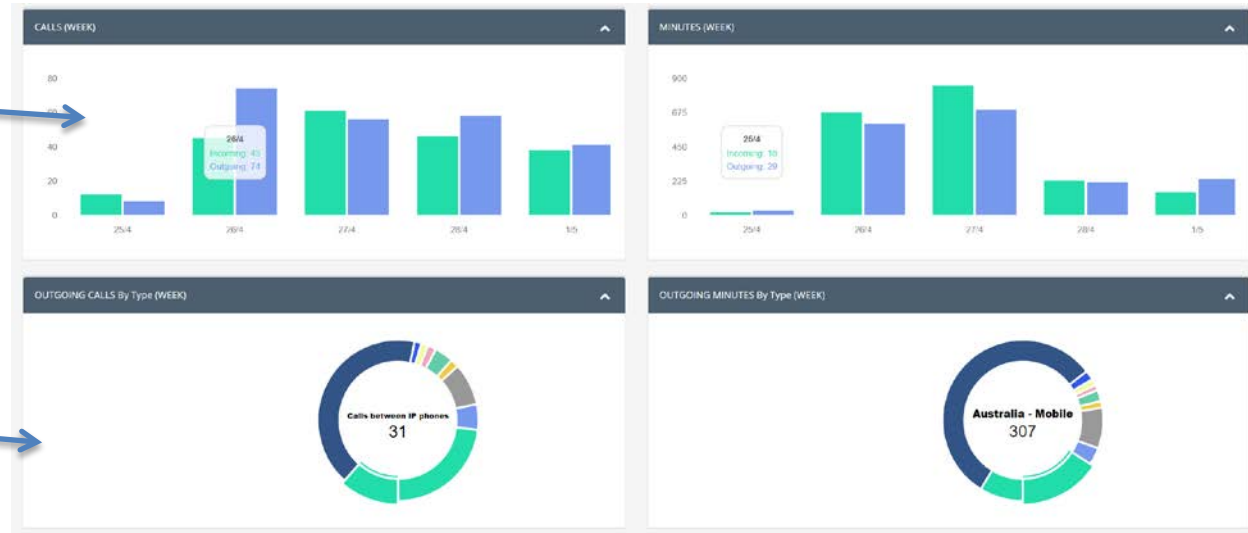 CALLS (WEEK)
80
60
40
20
0
26/4
Incoming: 45
Outgoing: 74
25/4
26/4
27/4
28/4
1/5
MINUTES (WEEK)
900
675
450
225
0
25/4
Incoming: 18
Outgoing: 29
25/4
26/4
27/4
28/4
1/5
OUTGOING CALLS By Type (WEEK)
Calls between IP phones
31
OUTGOING MINUTES By Type (WEEK)
Australia - Mobile
307